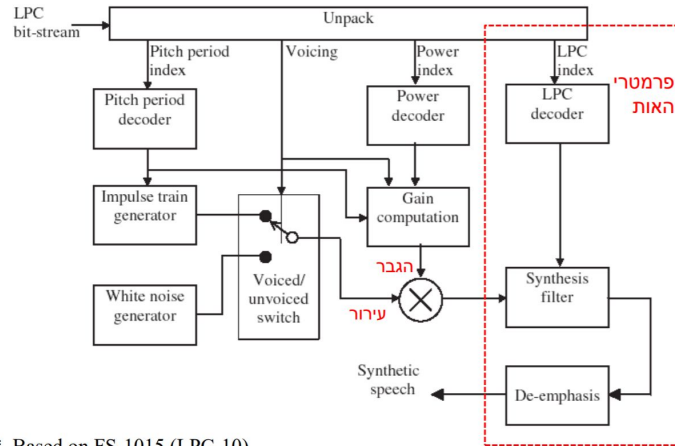 LPC
bit-stream
Unpack
Pitch period
index
Voicing
Power
index
LPC
index
פרמטרי
האות
Pitch period
decoder
Power
decoder
LPC
decoder
Impulse train
generator
Gain
computation
הגבר
White noise
generator
Voiced/
unvoiced
switch
עירור
Synthesis
filter
Synthetic
speech
De-emphasis
Based on FS-1015 (LPC-10)